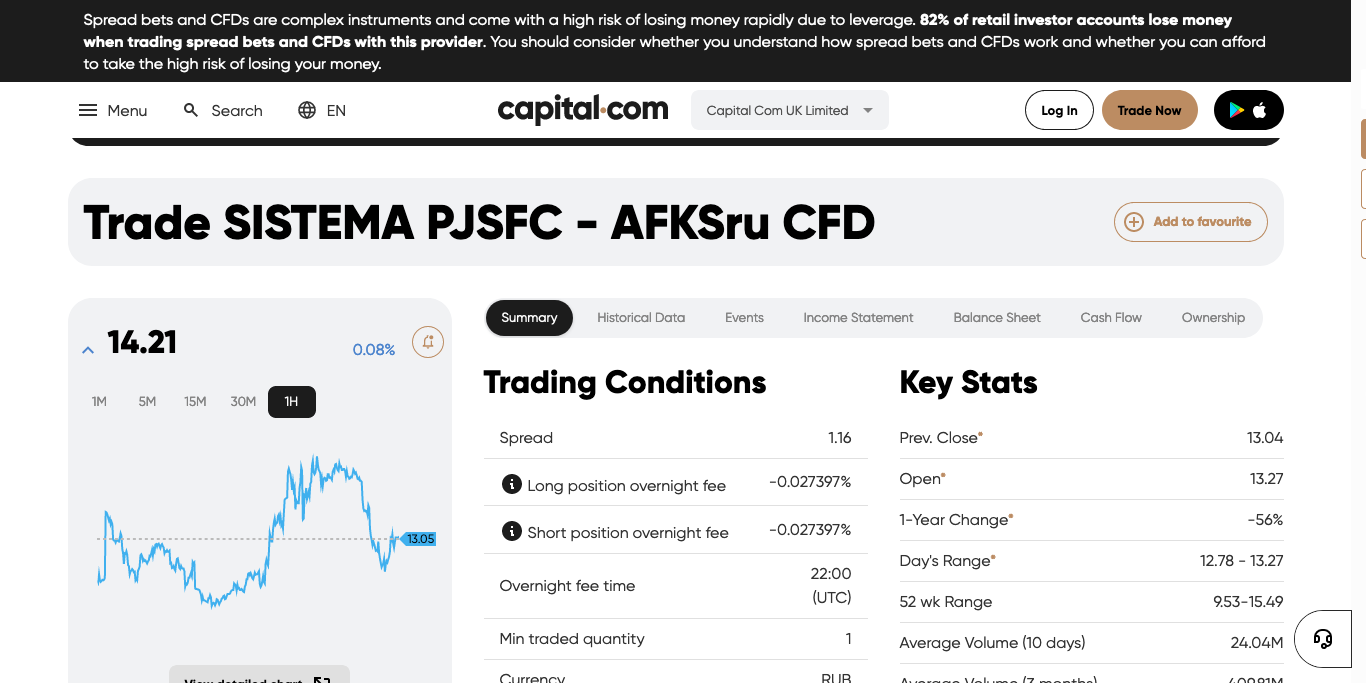 Spread bets and CFDs are complex instruments and come with a high risk of losing money rapidly due to leverage. 82% of retail investor accounts lose money
when trading spread bets and CFDs with this provider. You should consider whether you understand how spread bets and CFDs work and whether you can afford
to take the high risk of losing your money.
Menu Search EN capital.com Capital Com UK Limited Log In Trade Now
Trade SISTEMA PJSFC - AFKSru CFD Add to favourite
14.21 0.08%
1M 5M 15M 30M 1H
13.05
View detailed chart
Summary Historical Data Events Income Statement Balance Sheet Cash Flow Ownership
Trading Conditions
Spread 1.16
Long position overnight fee -0.027397%
Short position overnight fee -0.027397%
Overnight fee time 22:00
(UTC)
Min traded quantity 1
Currency RUB
Key Stats
Prev. Close* 13.04
Open* 13.27
1-Year Change* -56%
Day's Range* 12.78 - 13.27
52 wk Range 9.53-15.49
Average Volume (10 days) 24.04M
Average Volume (3 months) 409.81M